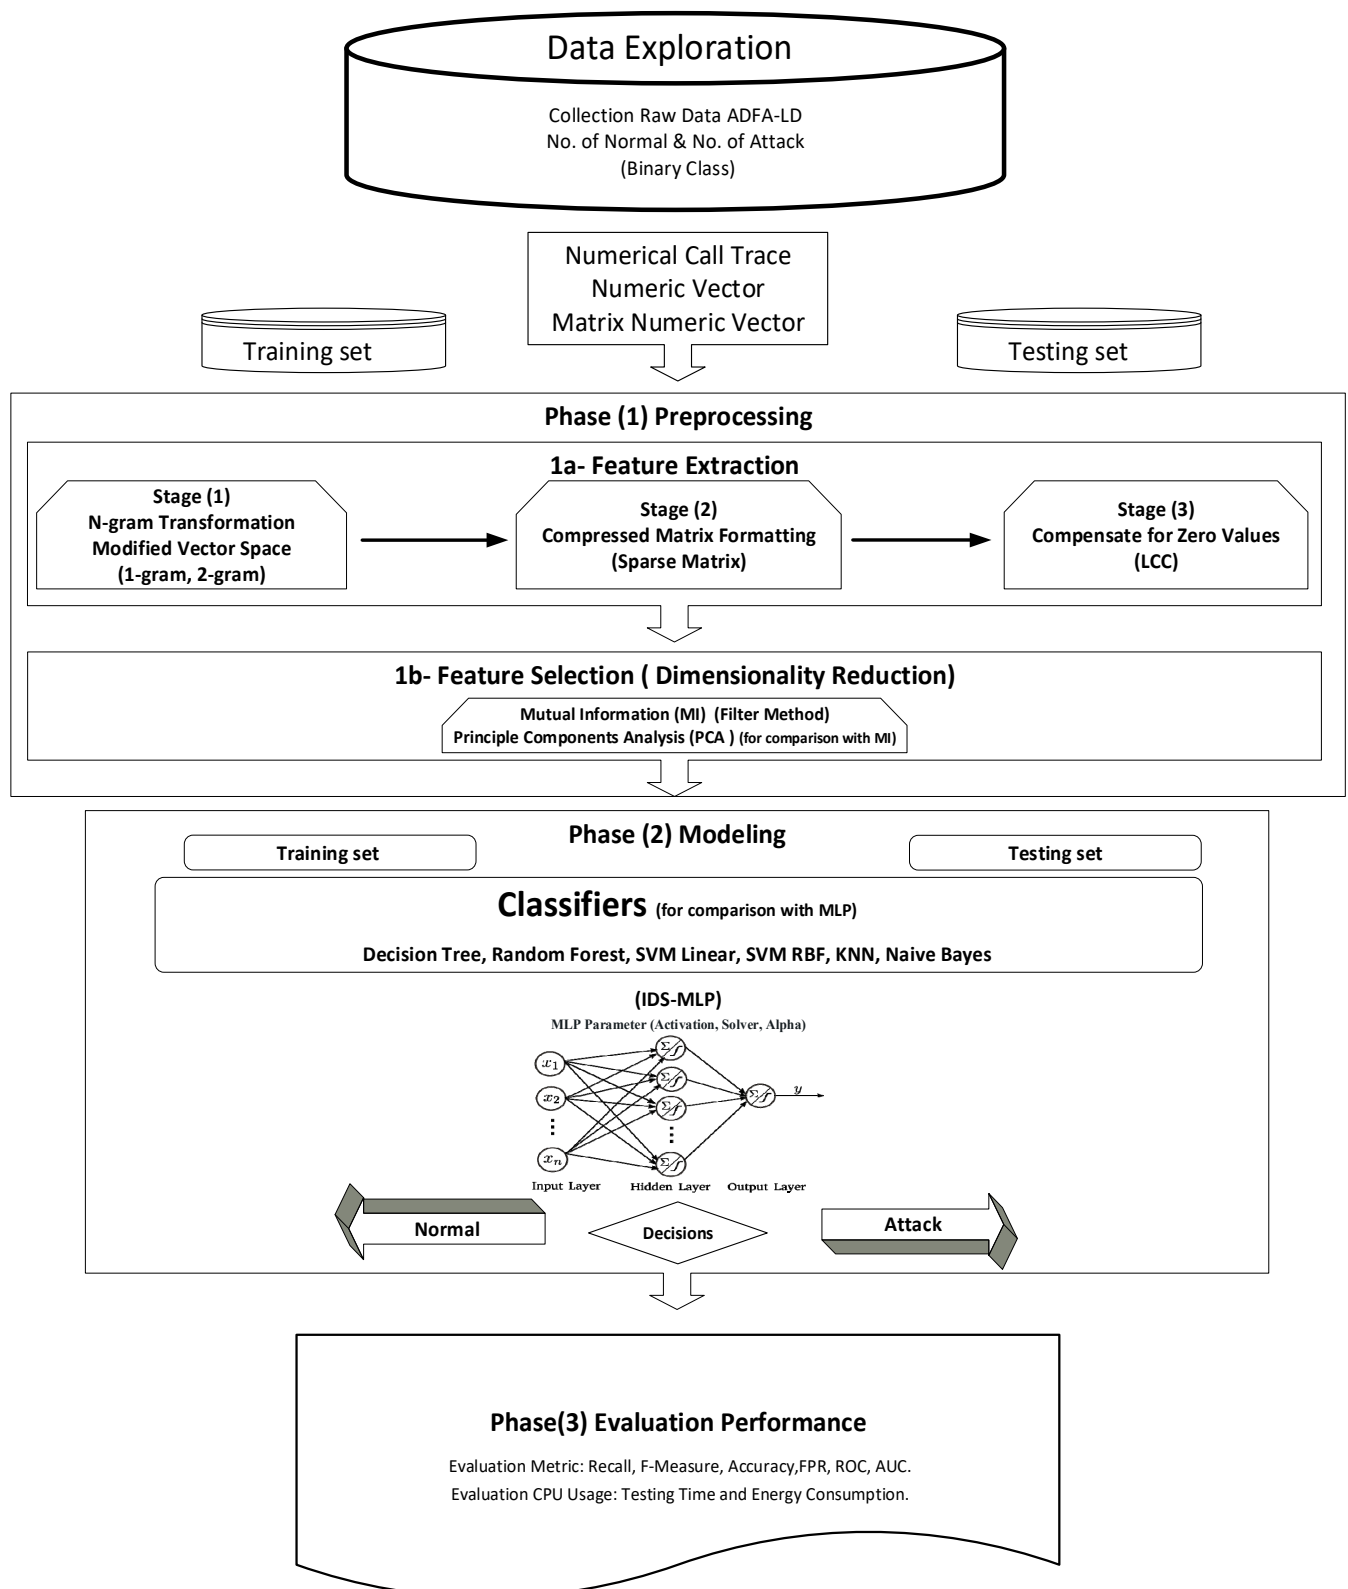 Data Exploration
Collection Raw Data ADFA-LD
No. of Normal & No. of Attack
(Binary Class)
Numerical Call Trace
Numeric Vector
Matrix Numeric Vector
Training set
Testing set
Phase (1) Preprocessing
1a- Feature Extraction
Stage (1)
N-gram Transformation
Modified Vector Space
(1-gram, 2-gram)
Stage (2)
Compressed Matrix Formatting
(Sparse Matrix)
Stage (3)
Compensate for Zero Values
(LCC)
1b- Feature Selection ( Dimensionality Reduction)
Mutual Information (MI)  (Filter Method)
Principle Components Analysis (PCA ) (for comparison with MI)
Phase (2) Modeling
Training set
Testing set
Classifiers (for comparison with MLP)
Decision Tree, Random Forest, SVM Linear, SVM RBF, KNN, Naive Bayes
(IDS-MLP)
MLP Parameter (Activation, Solver, Alpha)
x1
x2
⋮
xn
Σ/f
Σ/f
Σ/f
⋮
Σ/f
Σ/f
y
Input Layer
Hidden Layer
Output Layer
Normal
Decisions
Attack
Phase(3) Evaluation Performance
Evaluation Metric: Recall, F-Measure, Accuracy,FPR, ROC, AUC.
Evaluation CPU Usage: Testing Time and Energy Consumption.